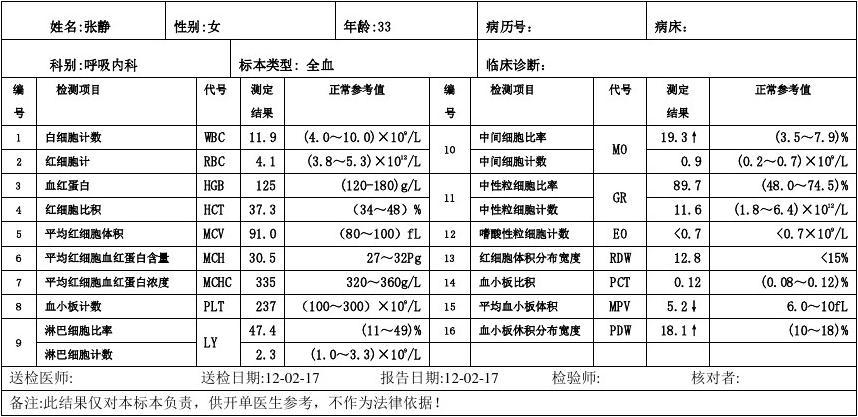 姓名:张静 性别:女 年龄:33 病历号: 病床:
科别:呼吸内科 标本类型: 全血 临床诊断:
编号 检测项目 代号 测定结果 正常参考值 编号 检测项目 代号 测定结果 正常参考值
1 白细胞计数 WBC 11.9 (4.0~10.0)×10⁹/L 10 中间细胞比率 MO 19.3↑ (3.5~7.9)%
2 红细胞计 RBC 4.1 (3.8~5.3)×10¹²/L 中间细胞计数 0.9 (0.2~0.7)×10⁹/L
3 血红蛋白 HGB 125 (120-180)g/L 11 中性粒细胞比率 GR 89.7 (48.0~74.5)%
4 红细胞比积 HCT 37.3 (34~48)% 中性粒细胞计数 11.6 (1.8~6.4)×10¹²/L
5 平均红细胞体积 MCV 91.0 (80~100) fL 12 嗜酸性粒细胞计数 EO <0.7 <0.7×10⁹/L
6 平均红细胞血红蛋白含量 MCH 30.5 27~32Pg 13 红细胞体积分布宽度 RDW 12.8 <15%
7 平均红细胞血红蛋白浓度 MCHC 335 320~360g/L 14 血小板比积 PCT 0.12 (0.08~0.12)%
8 血小板计数 PLT 237 (100~300)×10⁹/L 15 平均血小板体积 MPV 5.2↓ 6.0~10fL
9 淋巴细胞比率 LY 47.4 (11~49)% 16 血小板体积分布宽度 PDW 18.1↑ (10~18)%
淋巴细胞计数 2.3 (1.0~3.3)×10⁹/L
送检医师: 送检日期:12-02-17 报告日期:12-02-17 检验师: 核对者:
备注:此结果仅对本标本负责，供开单医生参考，不作为法律依据!